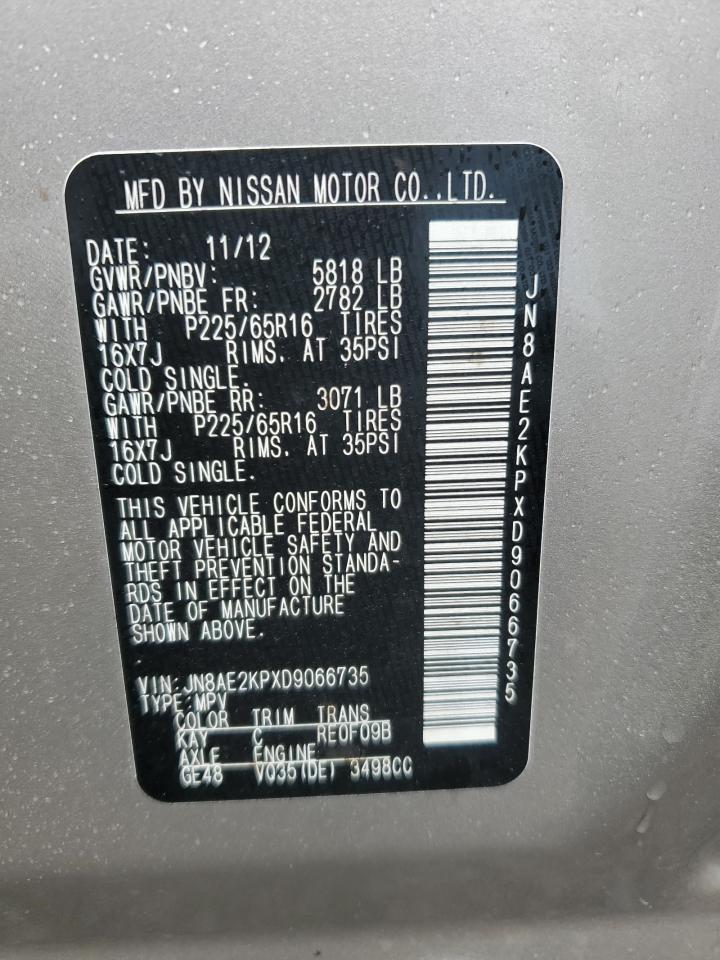 MFD BY NISSAN MOTOR CO.,LTD.
DATE: 11/12
GVWR/PNBV: 5818 LB
GAWR/PNBE FR: 2782 LB
WITH P225/65R16 TIRES
16X7J RIMS. AT 35PSI
COLD SINGLE.
GAWR/PNBE RR: 3071 LB
WITH P225/65R16 TIRES
16X7J RIMS. AT 35PSI
COLD SINGLE.
THIS VEHICLE CONFORMS TO
ALL APPLICABLE FEDERAL
MOTOR VEHICLE SAFETY AND
THEFT PREVENTION STANDA-
RDS IN EFFECT ON THE
DATE OF MANUFACTURE
SHOWN ABOVE.
VIN:JN8AE2KPXD9066735
TYPE:MPV
COLOR TRIM TRANS
KAY C RE0F09B
AXLE ENGINE
GE48 VQ35(DE) 3498CC
JN8AE2KPXD9066735